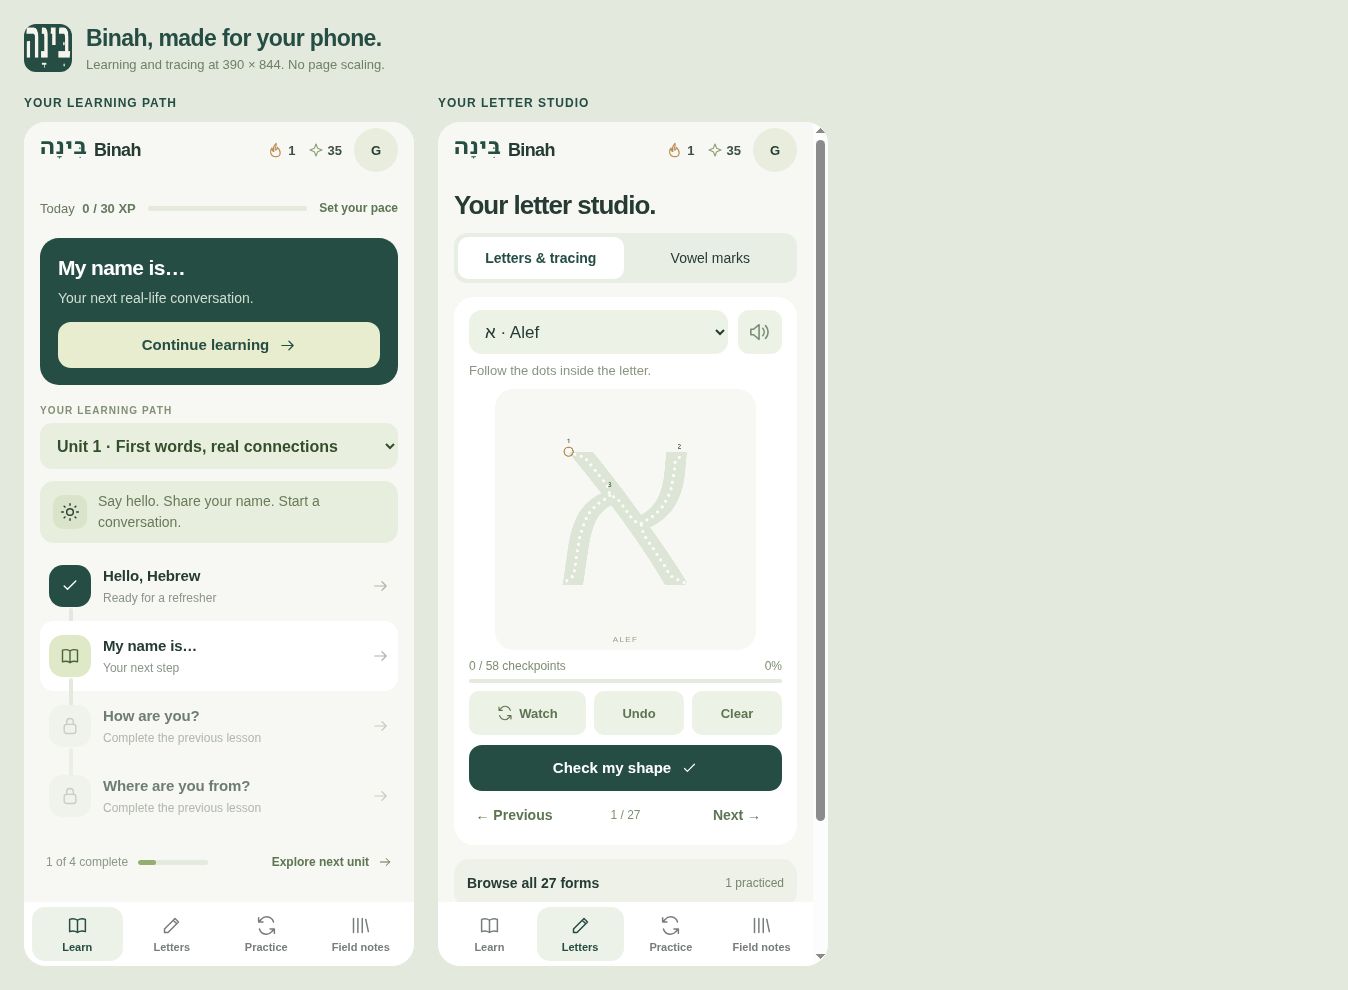 בִּינָה
Binah, made for your phone.
Learning and tracing at 390 × 844. No page scaling.
YOUR LEARNING PATH
בִּינָה Binah
1
35
G
Today 0 / 30 XP
Set your pace
My name is…
Your next real-life conversation.
Continue learning →
YOUR LEARNING PATH
Unit 1 · First words, real connections
Say hello. Share your name. Start a
conversation.
Hello, Hebrew
Ready for a refresher
My name is…
Your next step
How are you?
Complete the previous lesson
Where are you from?
Complete the previous lesson
1 of 4 complete
Explore next unit →
Learn
Letters
Practice
Field notes
YOUR LETTER STUDIO
בִּינָה Binah
1
35
G
Your letter studio.
Letters & tracing
Vowel marks
א · Alef
Follow the dots inside the letter.
1
2
3
א
ALEF
0 / 58 checkpoints
0%
Watch
Undo
Clear
Check my shape
← Previous
1 / 27
Next →
Browse all 27 forms
1 practiced
Learn
Letters
Practice
Field notes